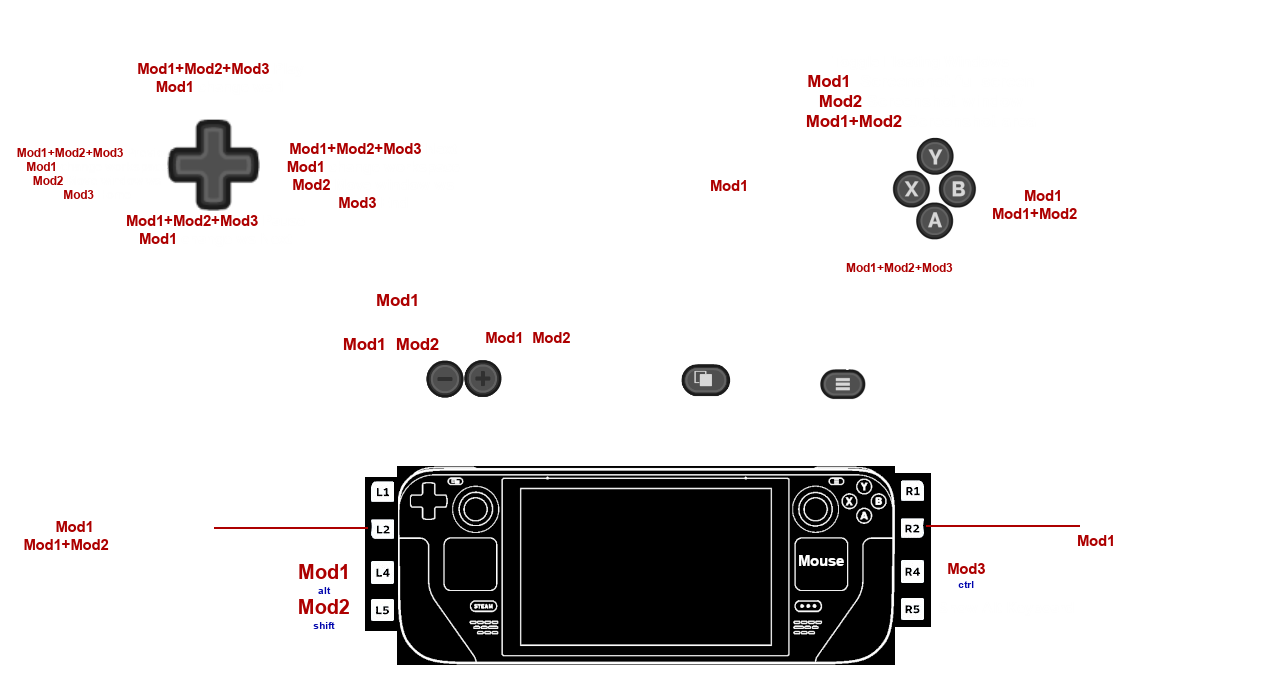 Mod1+Mod2+Mod3
Mod1
Mod1+Mod2+Mod3
Mod1
Mod2
Mod3
Mod1+Mod2+Mod3
Mod1
Mod2
Mod3
Mod1+Mod2+Mod3
Mod1
Mod1
Mod2
Mod1+Mod2
Mod1
Y
X B
A
Mod1
Mod1+Mod2
Mod1+Mod2+Mod3
Mod1
Mod1 Mod2
Mod1 Mod2
L1
L2
L4
L5
Mod1
Mod1+Mod2
Mod1
alt
Mod2
shift
STEAM
Y
X B
A
Mouse
R1
R2
R4
R5
Mod1
Mod3
ctrl